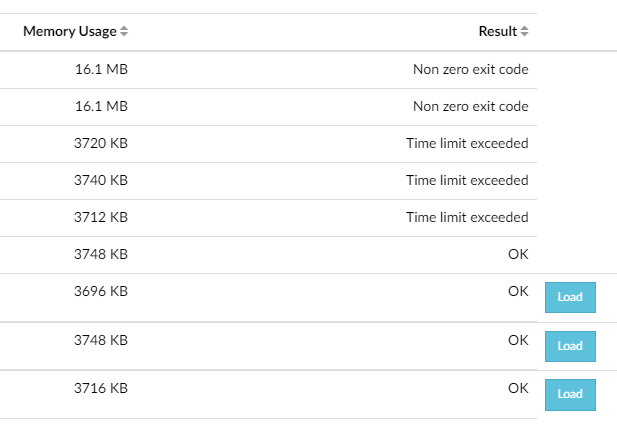 Memory Usage Result
16.1 MB Non zero exit code
16.1 MB Non zero exit code
3720 KB Time limit exceeded
3740 KB Time limit exceeded
3712 KB Time limit exceeded
3748 KB OK
3696 KB OK Load
3748 KB OK Load
3716 KB OK Load